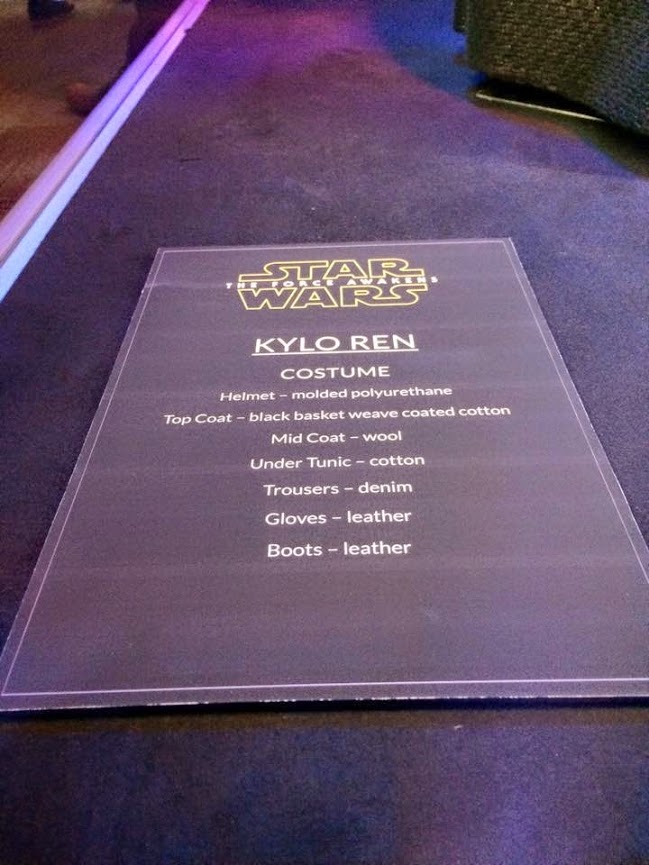 STAR
THE FORCE AWAKENS
WARS
KYLO REN
COSTUME
Helmet – molded polyurethane
Top Coat – black basket weave coated cotton
Mid Coat – wool
Under Tunic – cotton
Trousers – denim
Gloves – leather
Boots – leather